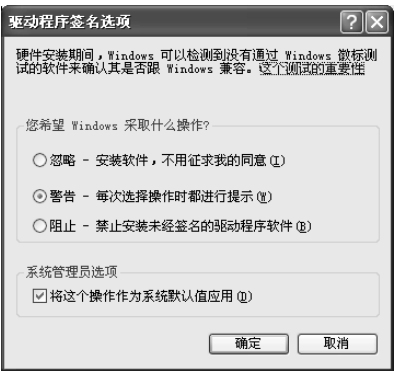 驱动程序签名选项
硬件安装期间，Windows 可以检测到没有通过 Windows 徽标测
试的软件来确认其是否跟 Windows 兼容。(这个测试的重要性
您希望 Windows 采取什么操作?
忽略 - 安装软件，不用征求我的同意(I)
警告 - 每次选择操作时都进行提示(W)
阻止 - 禁止安装未经签名的驱动程序软件(B)
系统管理员选项
将这个操作作为系统默认值应用(D)
确定
取消